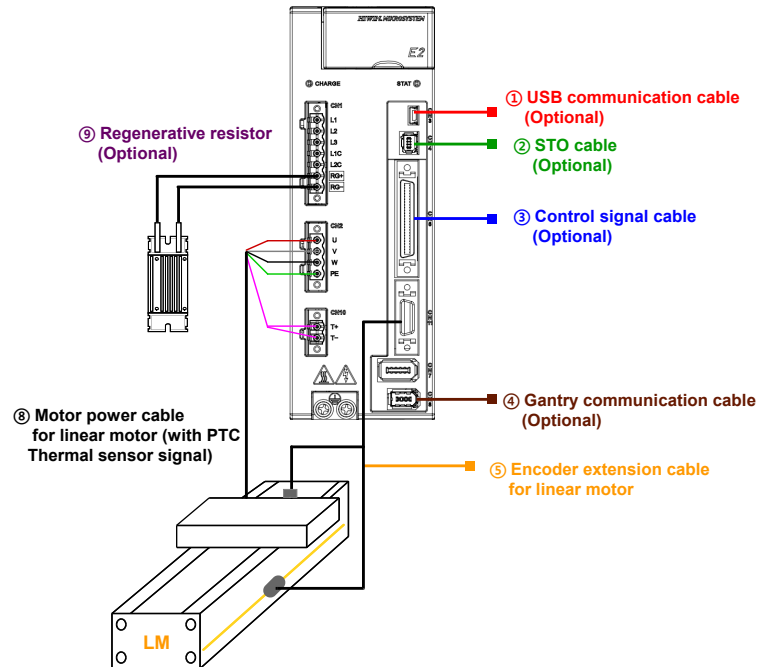 HIWIN MIKROSYSTEM
E2
CHARGE
STAT
CN1
L1
L2
L3
L1C
L2C
RG+
RG-
CN2
U
V
W
PE
CN10
T+
T-
① USB communication cable
(Optional)
② STO cable
(Optional)
③ Control signal cable
(Optional)
④ Gantry communication cable
(Optional)
⑤ Encoder extension cable
for linear motor
⑨ Regenerative resistor
(Optional)
⑧ Motor power cable
for linear motor (with PTC
Thermal sensor signal)
LM